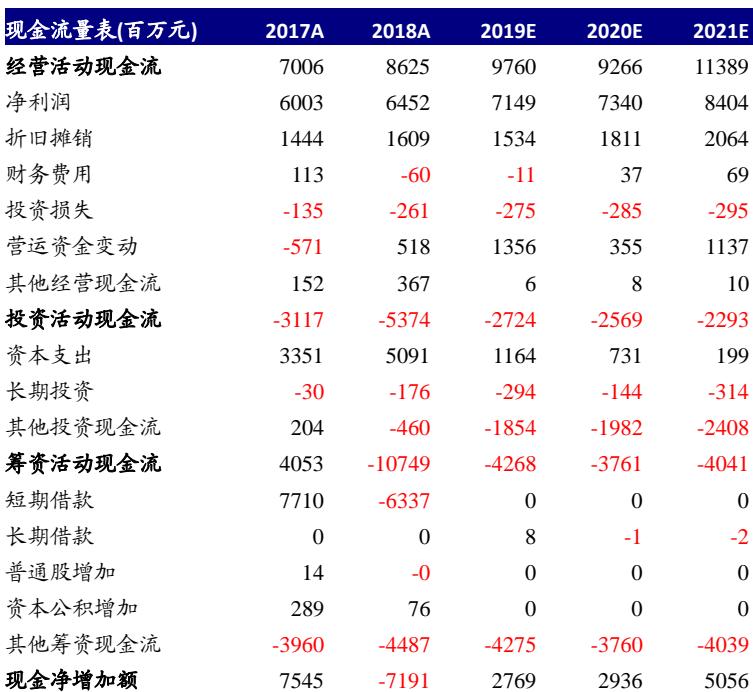 现金流量表(百万元) 2017A 2018A 2019E 2020E 2021E
经营活动现金流 7006 8625 9760 9266 11389
净利润 6003 6452 7149 7340 8404
折旧摊销 1444 1609 1534 1811 2064
财务费用 113 -60 -11 37 69
投资损失 -135 -261 -275 -285 -295
营运资金变动 -571 518 1356 355 1137
其他经营现金流 152 367 6 8 10
投资活动现金流 -3117 -5374 -2724 -2569 -2293
资本支出 3351 5091 1164 731 199
长期投资 -30 -176 -294 -144 -314
其他投资现金流 204 -460 -1854 -1982 -2408
筹资活动现金流 4053 -10749 -4268 -3761 -4041
短期借款 7710 -6337 0 0 0
长期借款 0 0 8 -1 -2
普通股增加 14 -0 0 0 0
资本公积增加 289 76 0 0 0
其他筹资现金流 -3960 -4487 -4275 -3760 -4039
现金净增加额 7545 -7191 2769 2936 5056